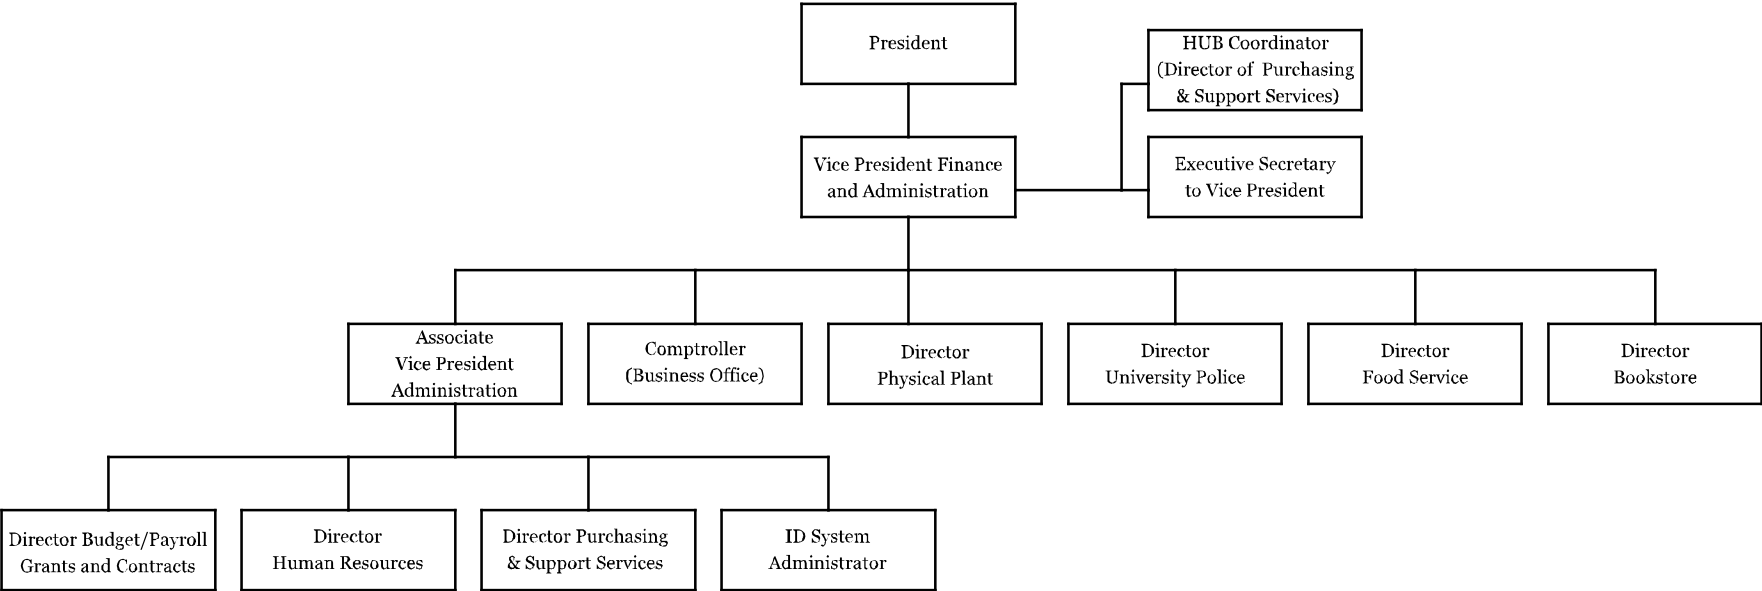 President
HUB Coordinator
(Director of Purchasing
& Support Services)
Vice President Finance
and Administration
Executive Secretary
to Vice President
Associate
Vice President
Administration
Comptroller
(Business Office)
Director
Physical Plant
Director
University Police
Director
Food Service
Director
Bookstore
Director Budget/Payroll
Grants and Contracts
Director
Human Resources
Director Purchasing
& Support Services
ID System
Administrator